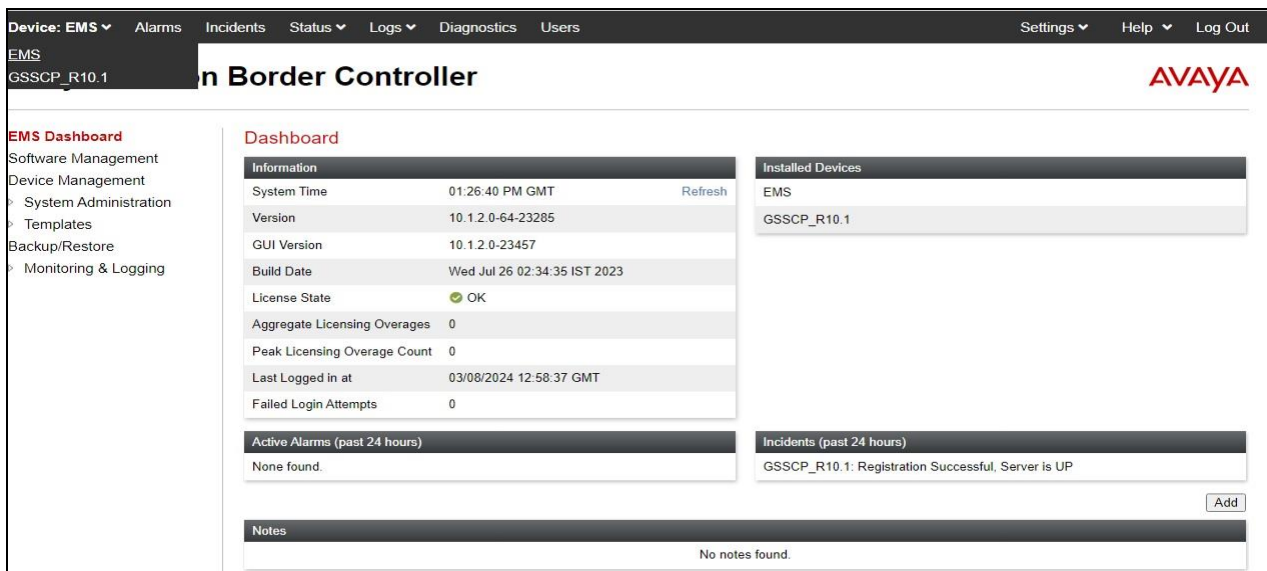 Device: EMS Alarms Incidents Status Logs Diagnostics Users Settings Help Log Out
EMS
GSSCP_R10.1
n Border Controller
AVAYA
EMS Dashboard
Software Management
Device Management
System Administration
Templates
Backup/Restore
Monitoring & Logging
Dashboard
Information
System Time 01:26:40 PM GMT Refresh
Version 10.1.2.0-64-23285
GUI Version 10.1.2.0-23457
Build Date Wed Jul 26 02:34:35 IST 2023
License State OK
Aggregate Licensing Overages 0
Peak Licensing Overage Count 0
Last Logged in at 03/08/2024 12:58:37 GMT
Failed Login Attempts 0
Installed Devices
EMS
GSSCP_R10.1
Active Alarms (past 24 hours)
None found.
Incidents (past 24 hours)
GSSCP_R10.1: Registration Successful, Server is UP
Add
Notes
No notes found.